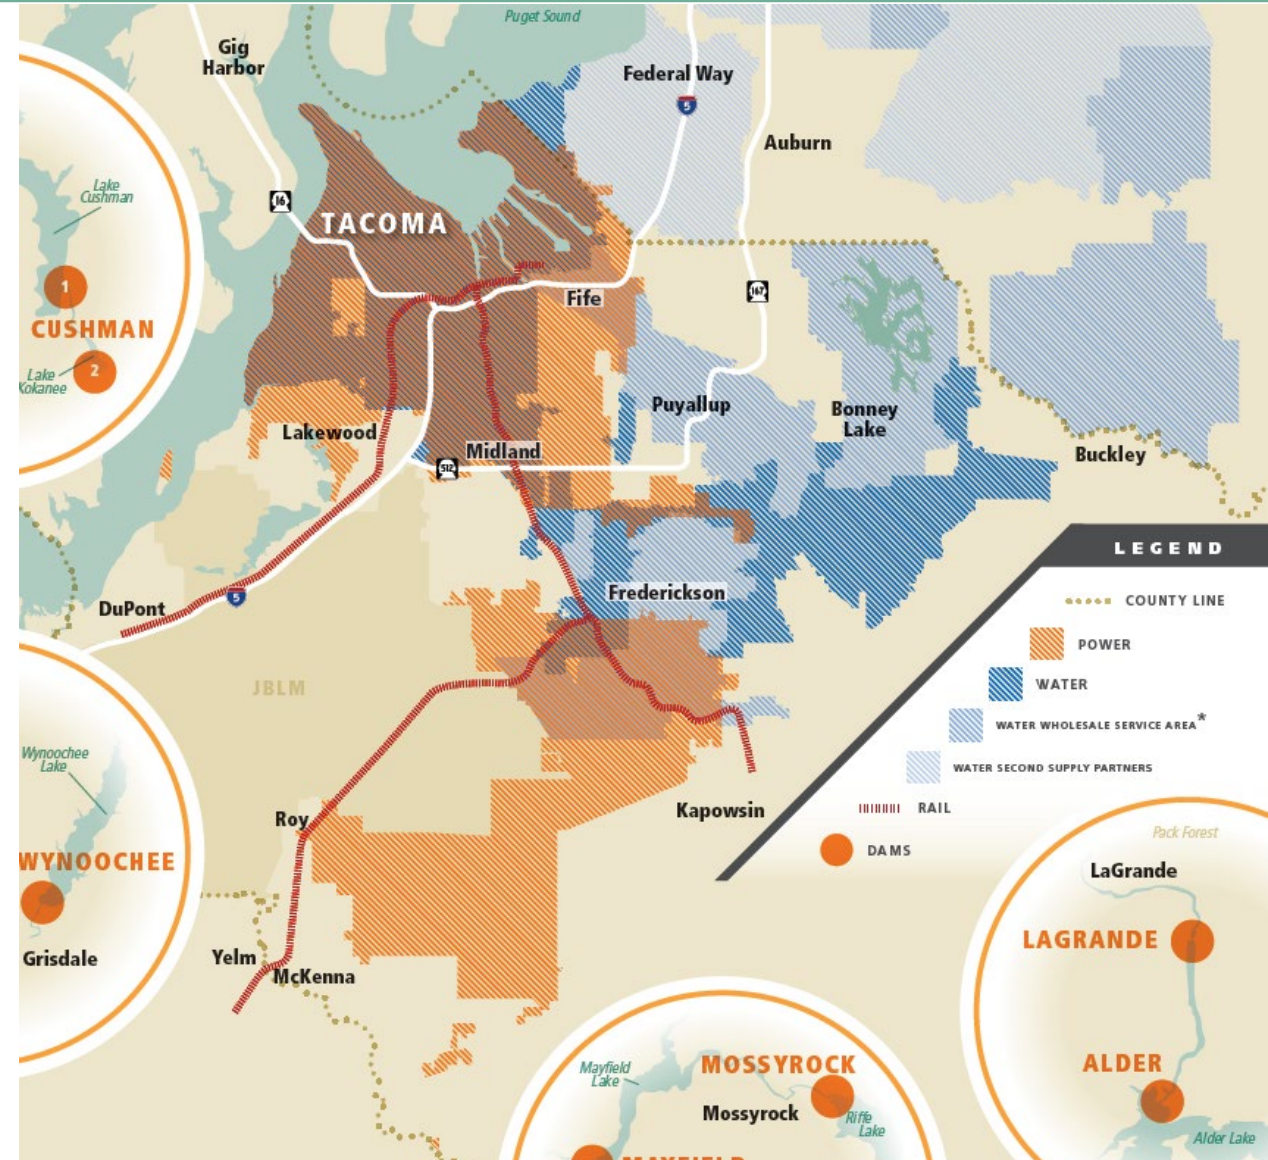 Puget Sound
Gig
Harbor
Federal Way
5
Auburn
Lake
Cushman
16
TACOMA
1
167
Fife
CUSHMAN
2
Lake
Kokanee
Puyallup
Bonney
Lake
Lakewood
Midland
Buckley
512
LEGEND
Frederickson
5
DuPont
COUNTY LINE
POWER
WATER
JBLM
WATER WHOLESALE SERVICE AREA*
WATER SECOND SUPPLY PARTNERS
RAIL
DAMS
Wynoochee
Lake
Roy
Kapowsin
WYNOOCHEE
Grisdale
Yelm
McKenna
Pack Forest
LaGrande
LAGRANDE
ALDER
Alder Lake
Mayfield
Lake
MOSSYROCK
Mossyrock
Riffe
Lake
MAYFIELD